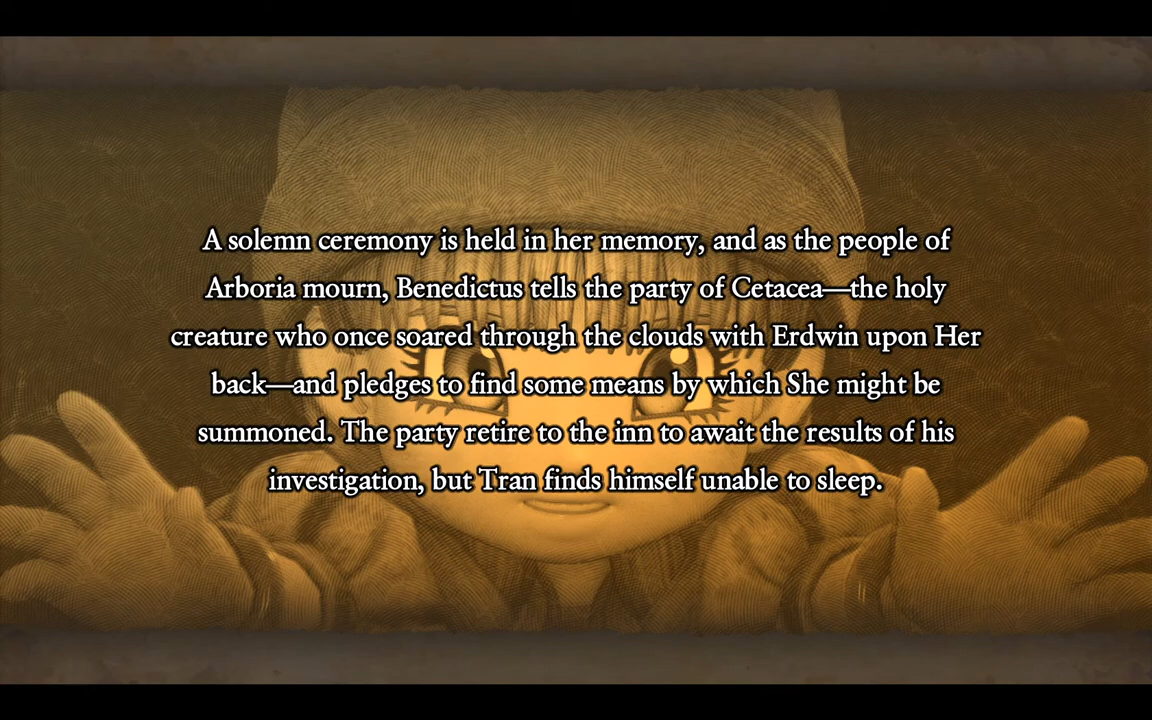 A solemn ceremony is held in her memory, and as the people of
Arboria mourn, Benedictus tells the party of Cetacea—the holy
creature who once soared through the clouds with Erdwin upon Her
back—and pledges to find some means by which She might be
summoned. The party retire to the inn to await the results of his
investigation, but Tran finds himself unable to sleep.